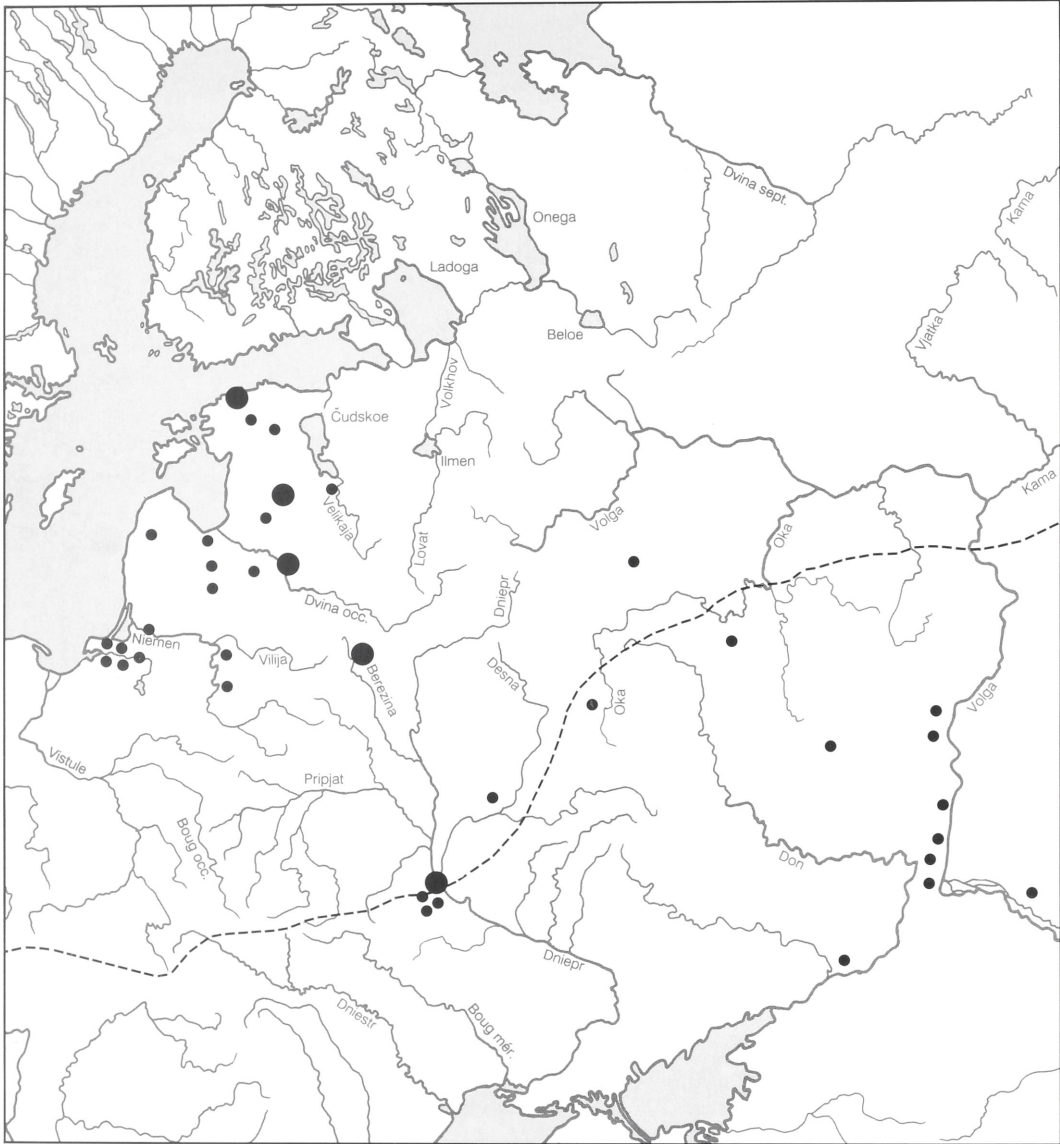 Dvina sept.
Kama
Onega
Ladoga
Vjatka
Beloe
Volkhov
Čudskoe
Ilmen
Kama
Velikaja
Volga
Oka
Lovat
Dniepr
Dvina occ.
Niemen
Vilija
Berezina
Desna
Oka
Volga
Vistule
Pripjat
Boug occ.
Don
Dniepr
Dniestr
Boug mér.